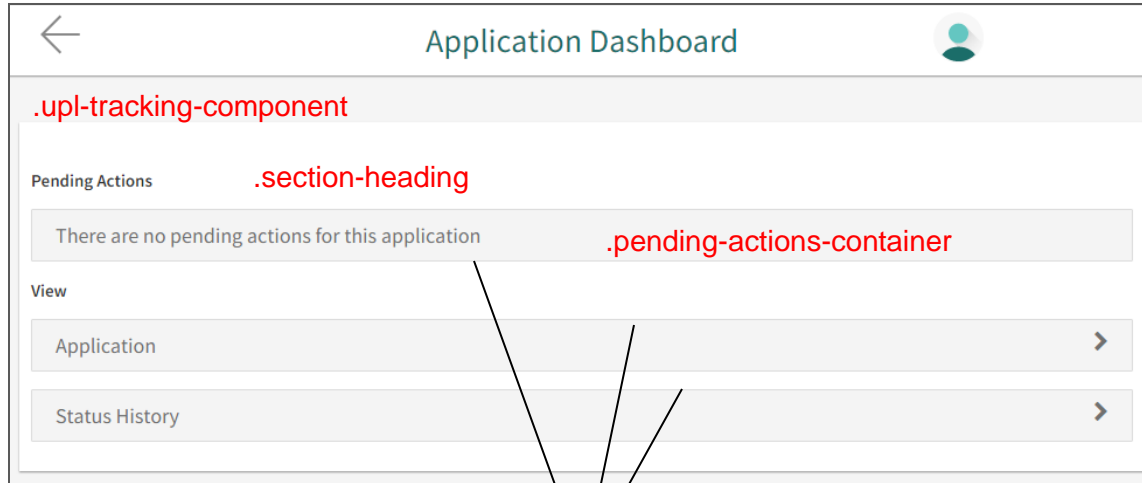 Application Dashboard
.upl-tracking-component
Pending Actions .section-heading
There are no pending actions for this application .pending-actions-container
View
Application
Status History